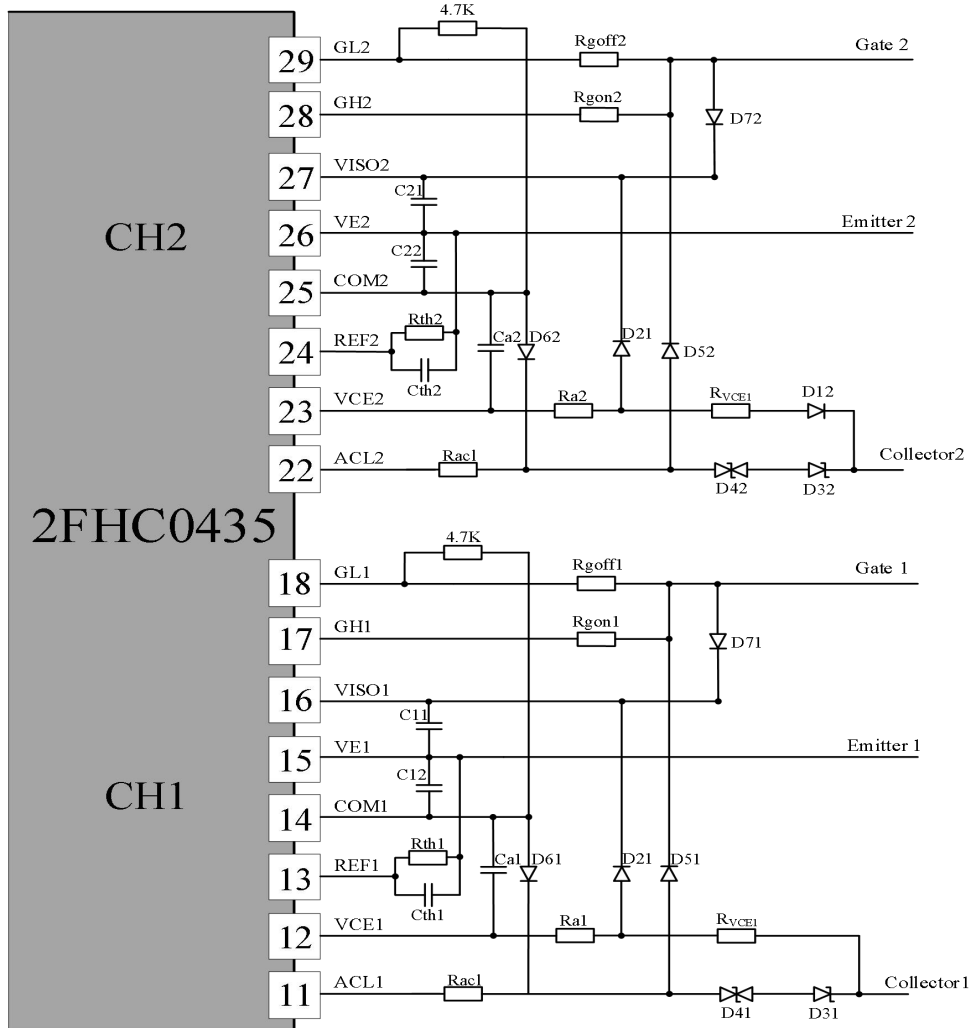 4.7K
29 GL2 Rgoff2 Gate 2
28 GH2 Rgon2
D72
27 VISO2
C21
26 VE2 Emitter 2
CH2
C22
25 COM2
Rth2 Ca2 D62 D21 D52
24 REF2
Cth2
23 VCE2 Ra2 RVCE1 D12
22 ACL2 Rac1 Collector2
D42 D32
2FHC0435
4.7K
18 GL1 Rgoff1 Gate 1
17 GH1 Rgon1
D71
16 VISO1
C11
15 VE1 Emitter 1
C12
CH1
14 COM1
Rth1 Ca1 D61 D21 D51
13 REF1
Cth1
12 VCE1 Ra1 RVCE1
11 ACL1 Rac1 Collector1
D41 D31